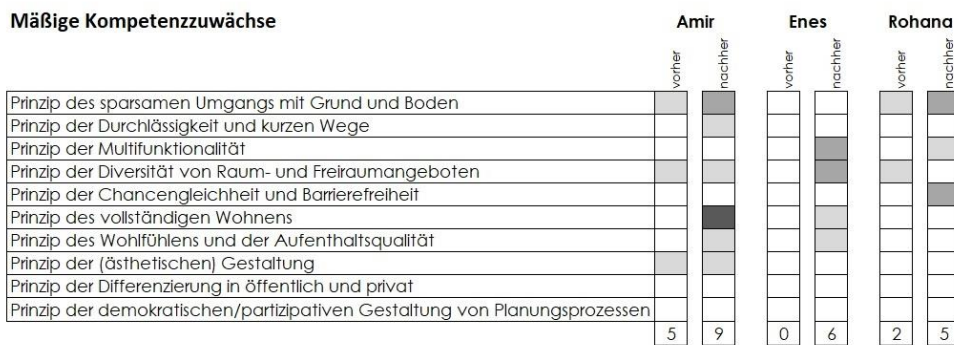 Mäßige Kompetenzzuwächse
Amir Enes Rohana
vorher nachher vorher nachher vorher nachher
Prinzip des sparsamen Umgangs mit Grund und Boden
Prinzip der Durchlässigkeit und kurzen Wege
Prinzip der Multifunktionalität
Prinzip der Diversität von Raum- und Freiraumangeboten
Prinzip der Chancengleichheit und Barrierefreiheit
Prinzip des vollständigen Wohnens
Prinzip des Wohlfühlens und der Aufenthaltsqualität
Prinzip der (ästhetischen) Gestaltung
Prinzip der Differenzierung in öffentlich und privat
Prinzip der demokratischen/partizipativen Gestaltung von Planungsprozessen
5 9 0 6 2 5